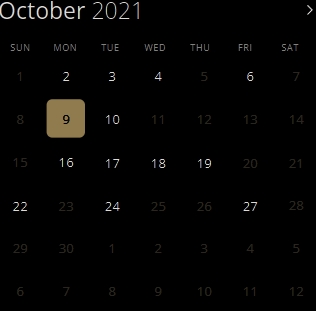 October 2021 >
SUN MON TUE WED THU FRI SAT
1 2 3 4 5 6 7
8 9 10 11 12 13 14
15 16 17 18 19 20 21
22 23 24 25 26 27 28
29 30 1 2 3 4 5
6 7 8 9 10 11 12